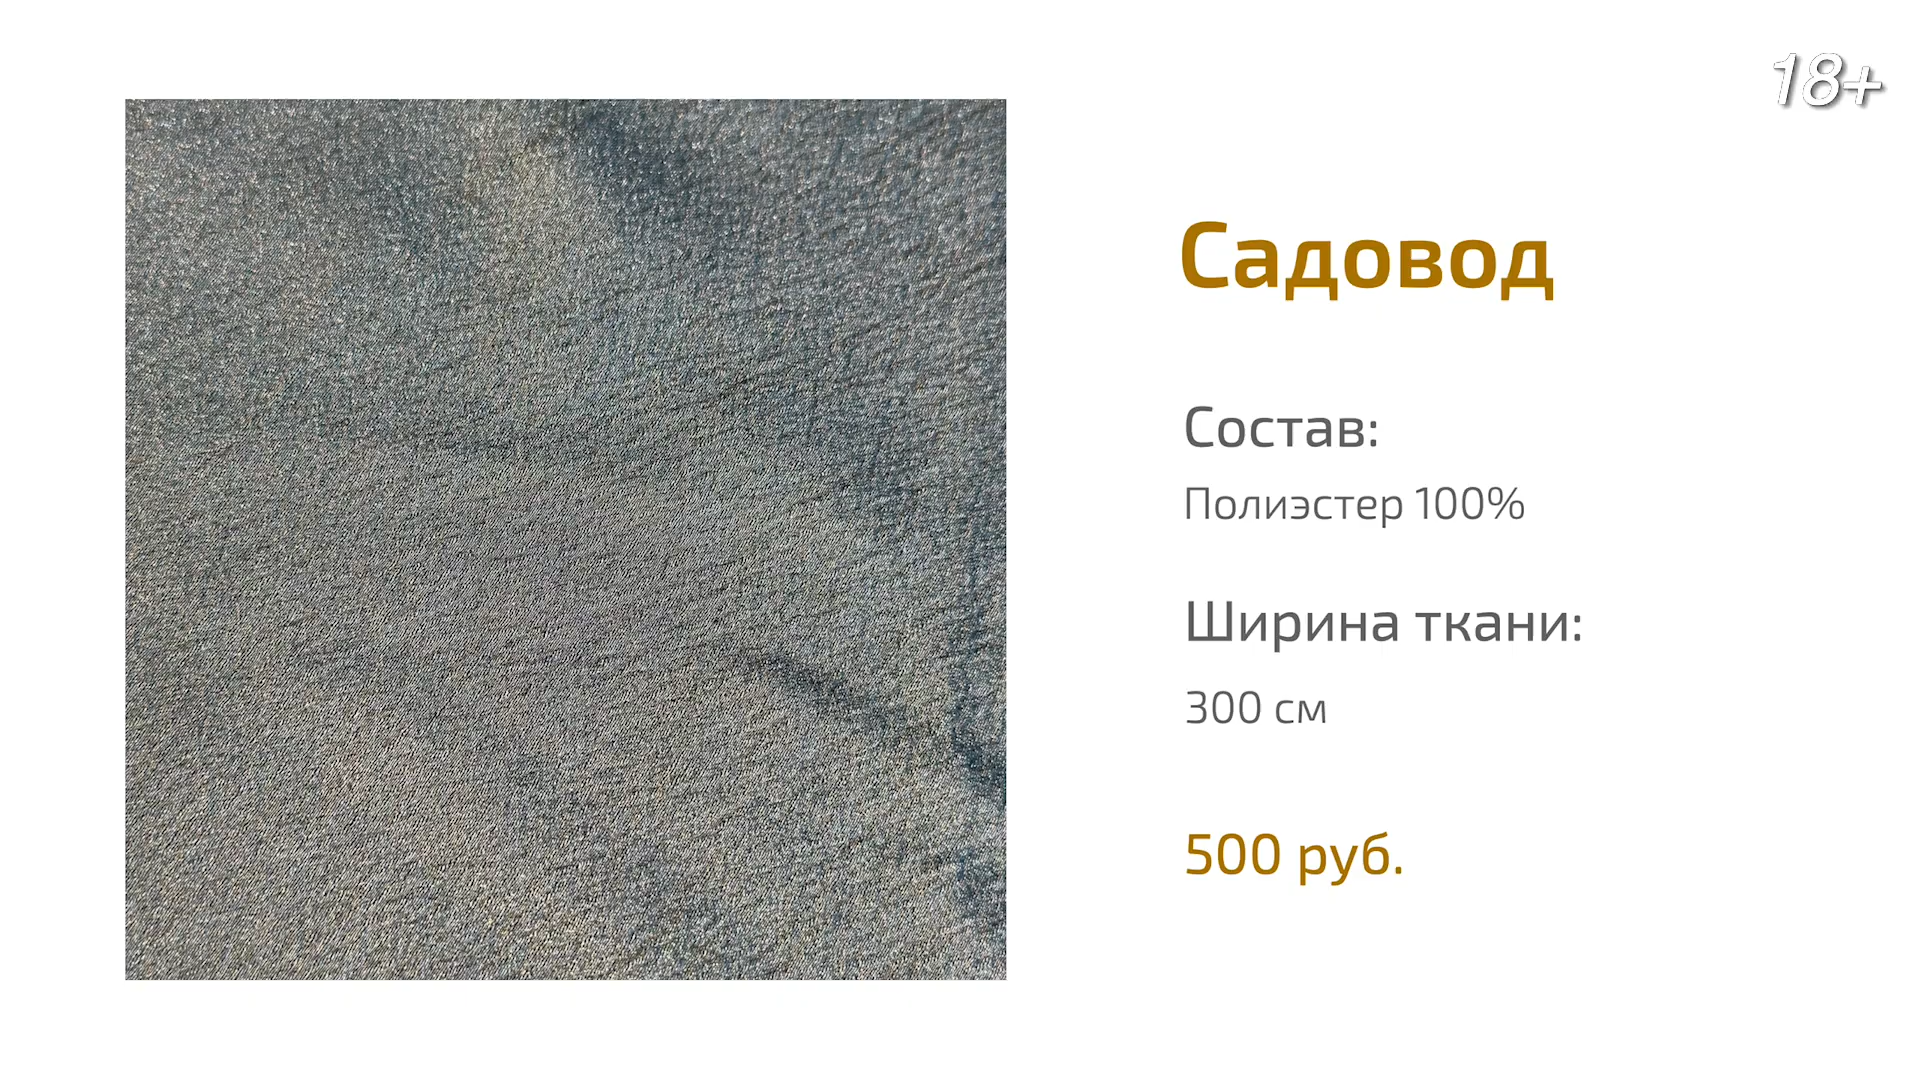 18+
Садовод
Состав:
Полиэстер 100%
Ширина ткани:
300 см
500 руб.